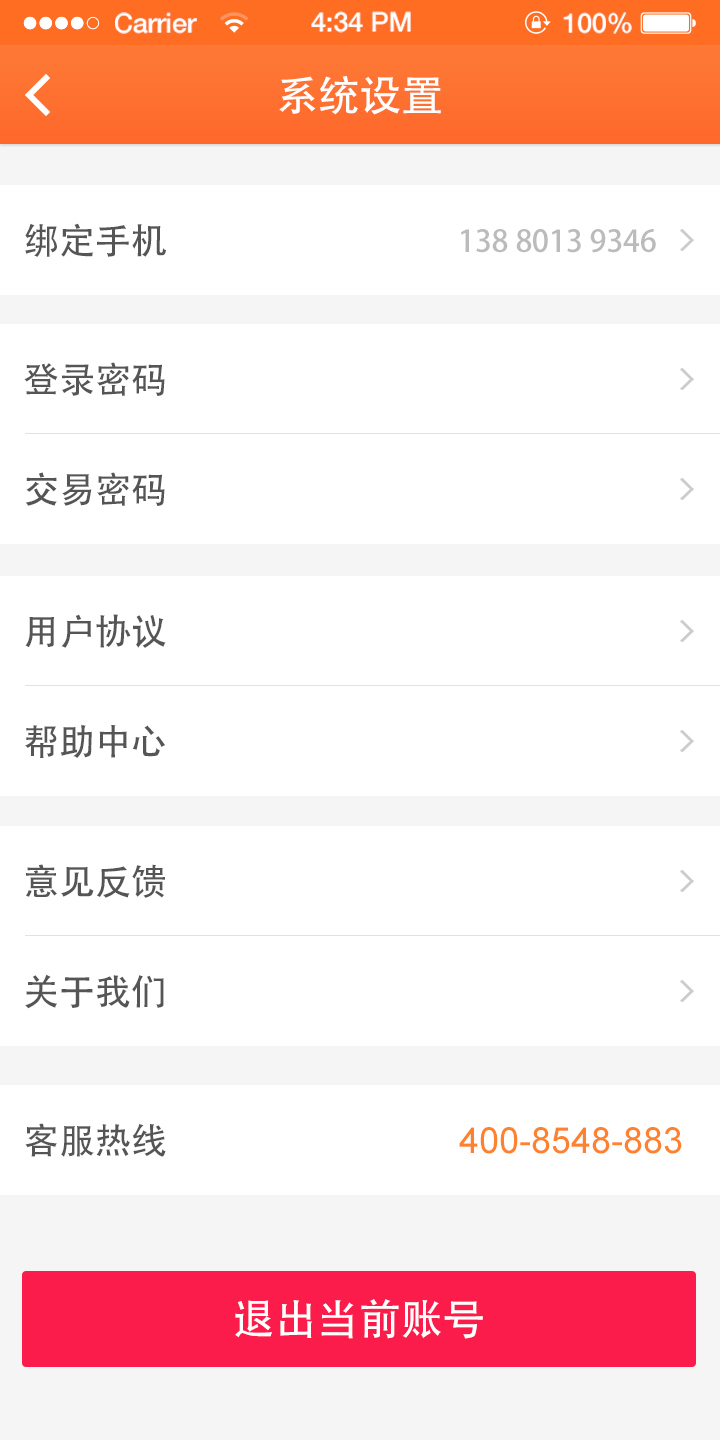 Carrier 4:34 PM 100%
系统设置
绑定手机 138 8013 9346
登录密码
交易密码
用户协议
帮助中心
意见反馈
关于我们
客服热线 400-8548-883
退出当前账号